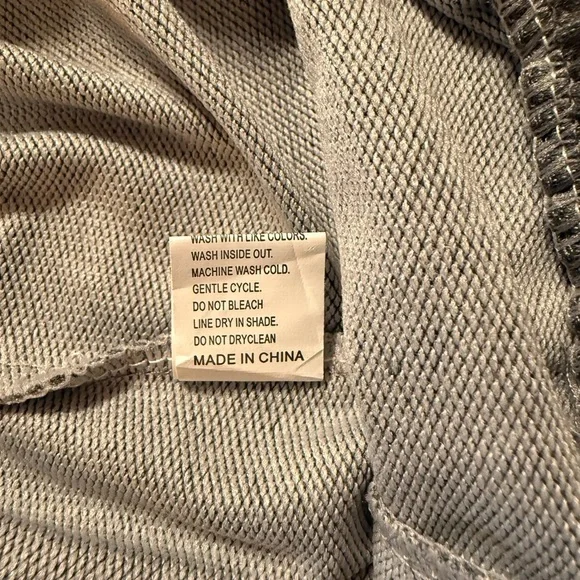 WASH WITH LIKE COLORS.
WASH INSIDE OUT.
MACHINE WASH COLD.
GENTLE CYCLE.
DO NOT BLEACH
LINE DRY IN SHADE.
DO NOT DRYCLEAN
MADE IN CHINA